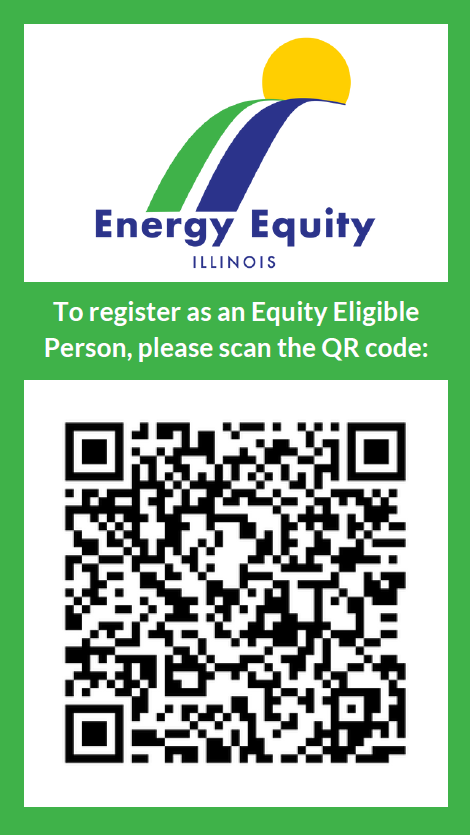 Energy Equity
ILLINOIS
To register as an Equity Eligible
Person, please scan the QR code: